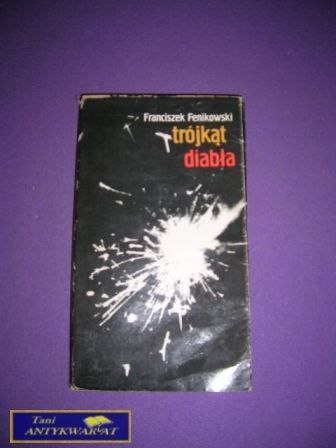 Franciszek Fenikowski
trójkąt
diabła
Tani
ANTYKWARIAT